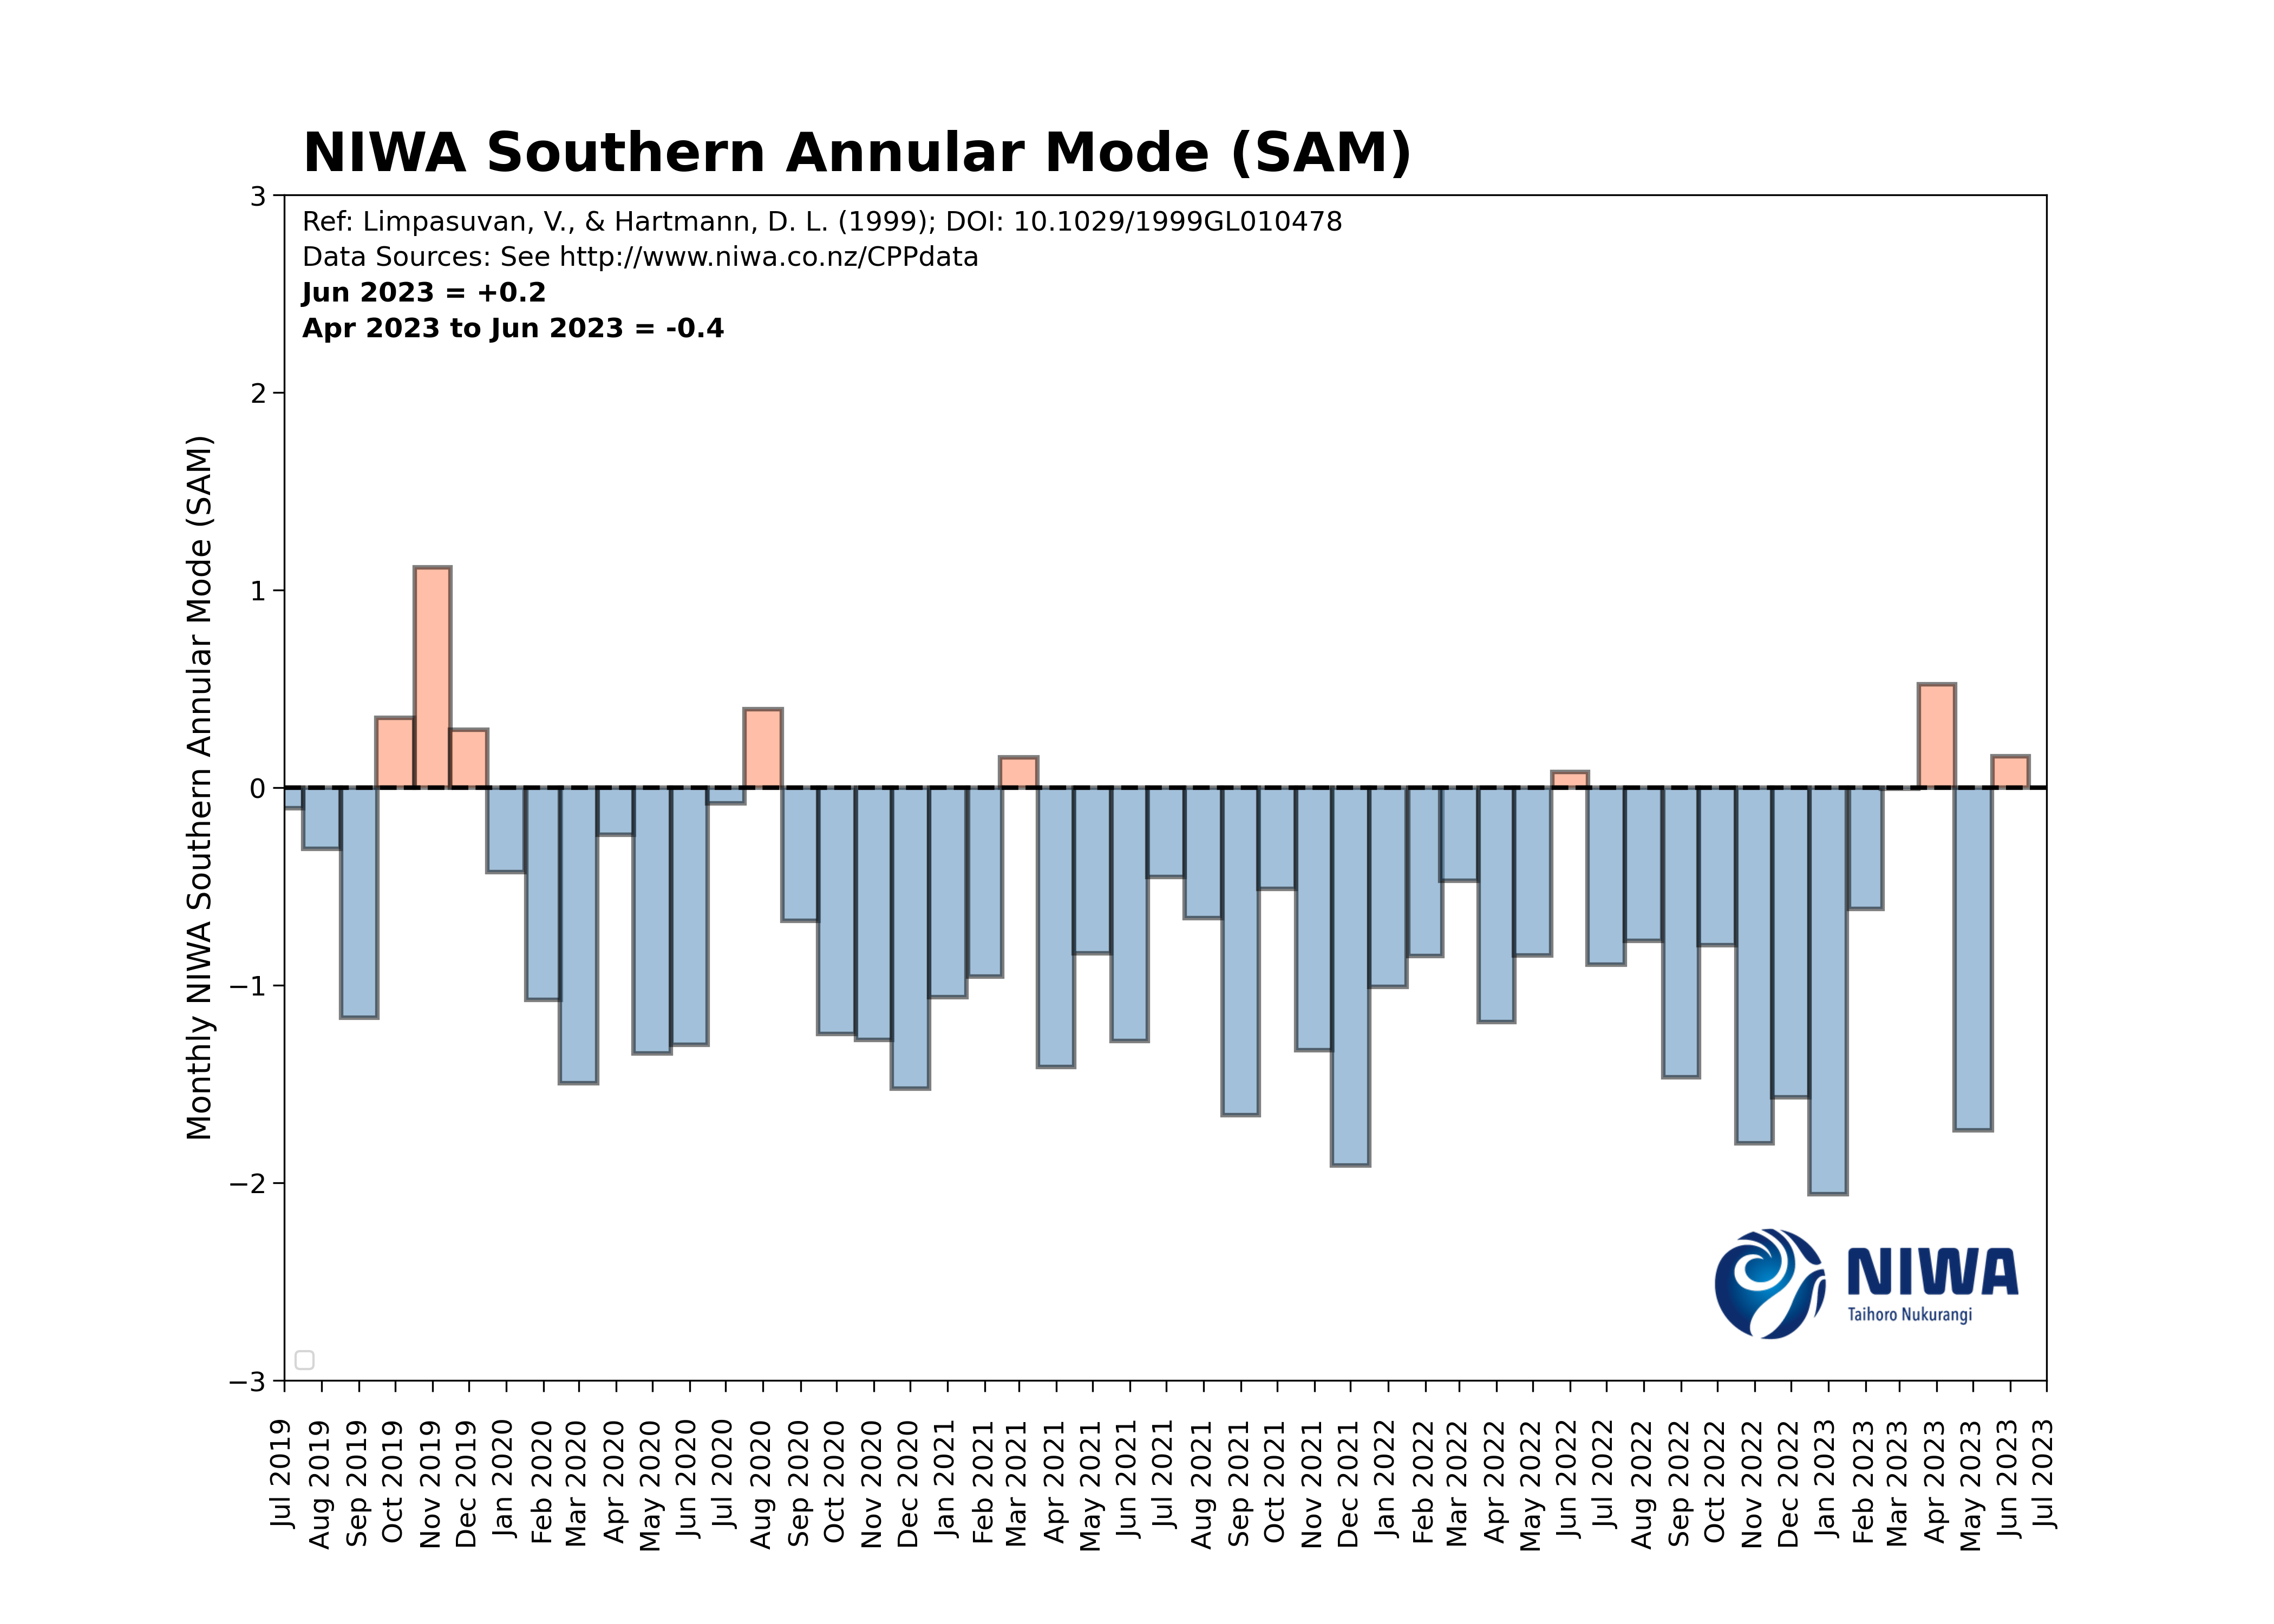 NIWA Southern Annular Mode (SAM)
Ref: Limpasuvan, V., & Hartmann, D. L. (1999); DOI: 10.1029/1999GL010478
Data Sources: See http://www.niwa.co.nz/CPPdata
Jun 2023 = +0.2
Apr 2023 to Jun 2023 = -0.4
Monthly NIWA Southern Annular Mode (SAM)
3
2
1
0
−1
−2
−3
NIWA
Taihoro Nukurangi
Jul 2019
Aug 2019
Sep 2019
Oct 2019
Nov 2019
Dec 2019
Jan 2020
Feb 2020
Mar 2020
Apr 2020
May 2020
Jun 2020
Jul 2020
Aug 2020
Sep 2020
Oct 2020
Nov 2020
Dec 2020
Jan 2021
Feb 2021
Mar 2021
Apr 2021
May 2021
Jun 2021
Jul 2021
Aug 2021
Sep 2021
Oct 2021
Nov 2021
Dec 2021
Jan 2022
Feb 2022
Mar 2022
Apr 2022
May 2022
Jun 2022
Jul 2022
Aug 2022
Sep 2022
Oct 2022
Nov 2022
Dec 2022
Jan 2023
Feb 2023
Mar 2023
Apr 2023
May 2023
Jun 2023
Jul 2023